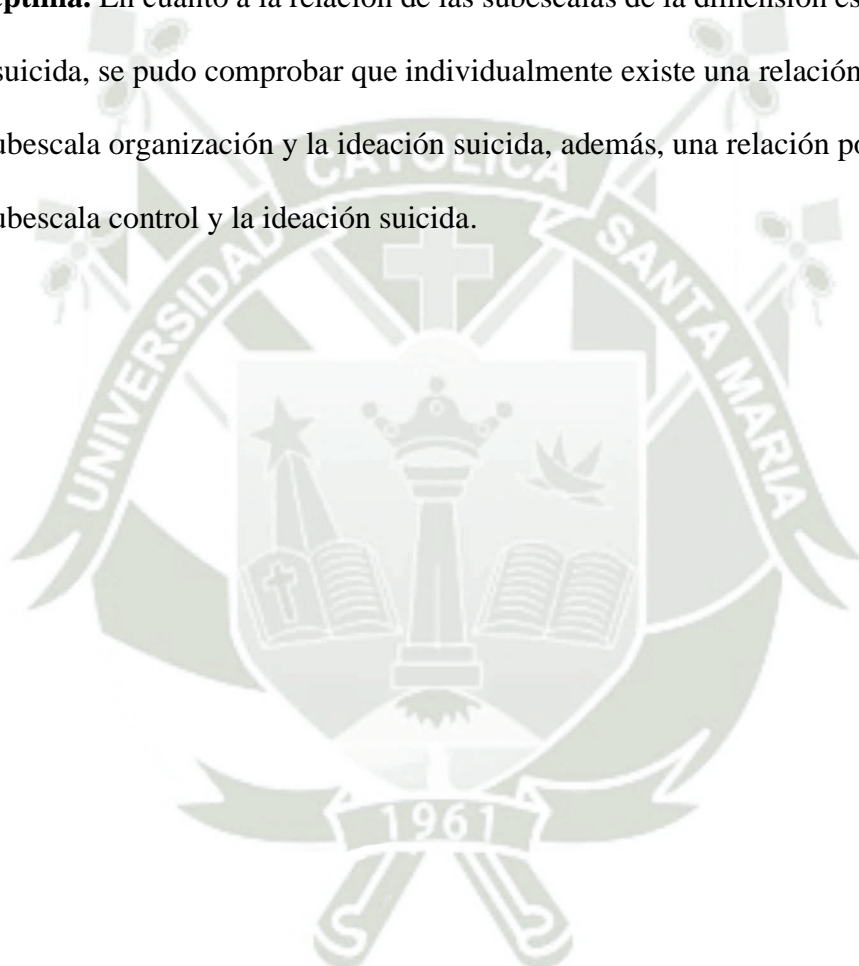 eptima. En cuanto a la relación de las subescalas de la dimensión es
suicida, se pudo comprobar que individualmente existe una relación
ubescala organización y la ideación suicida, además, una relación po
ubescala control y la ideación suicida.
UNIVERSIDAD CATOLICA SANTA MARIA
1961